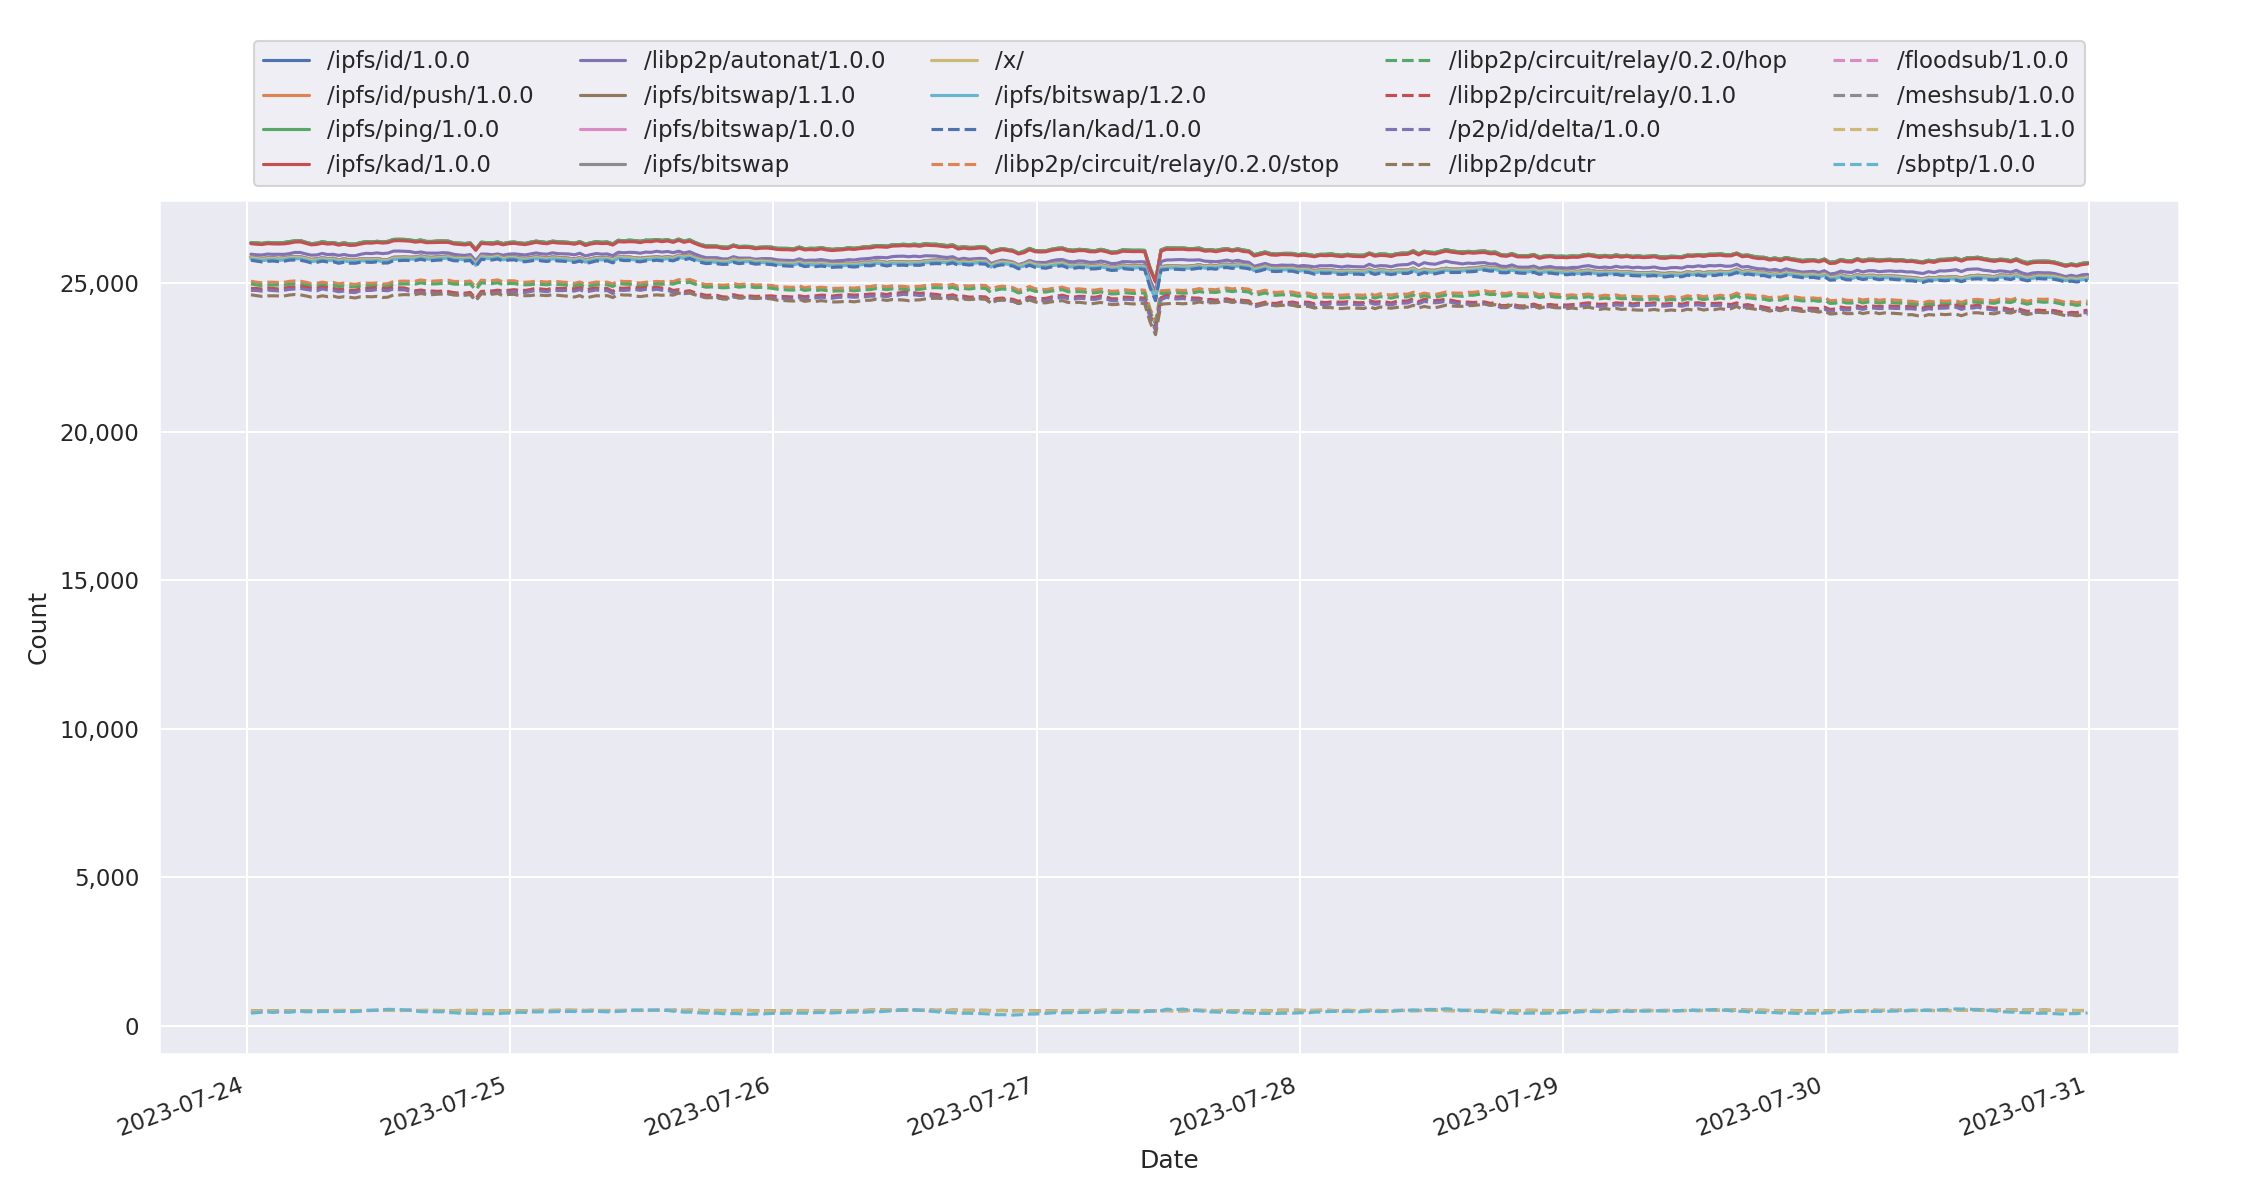 /ipfs/id/1.0.0
/ipfs/id/push/1.0.0
/ipfs/ping/1.0.0
/ipfs/kad/1.0.0
/libp2p/autonat/1.0.0
/ipfs/bitswap/1.1.0
/ipfs/bitswap/1.0.0
/ipfs/bitswap
/x/
/ipfs/bitswap/1.2.0
/ipfs/lan/kad/1.0.0
/libp2p/circuit/relay/0.2.0/stop
/libp2p/circuit/relay/0.2.0/hop
/libp2p/circuit/relay/0.1.0
/p2p/id/delta/1.0.0
/libp2p/dcutr
/floodsub/1.0.0
/meshsub/1.0.0
/meshsub/1.1.0
/sbptp/1.0.0
25,000
20,000
15,000
10,000
5,000
0
Count
2023-07-24
2023-07-25
2023-07-26
2023-07-27
2023-07-28
2023-07-29
2023-07-30
2023-07-31
Date